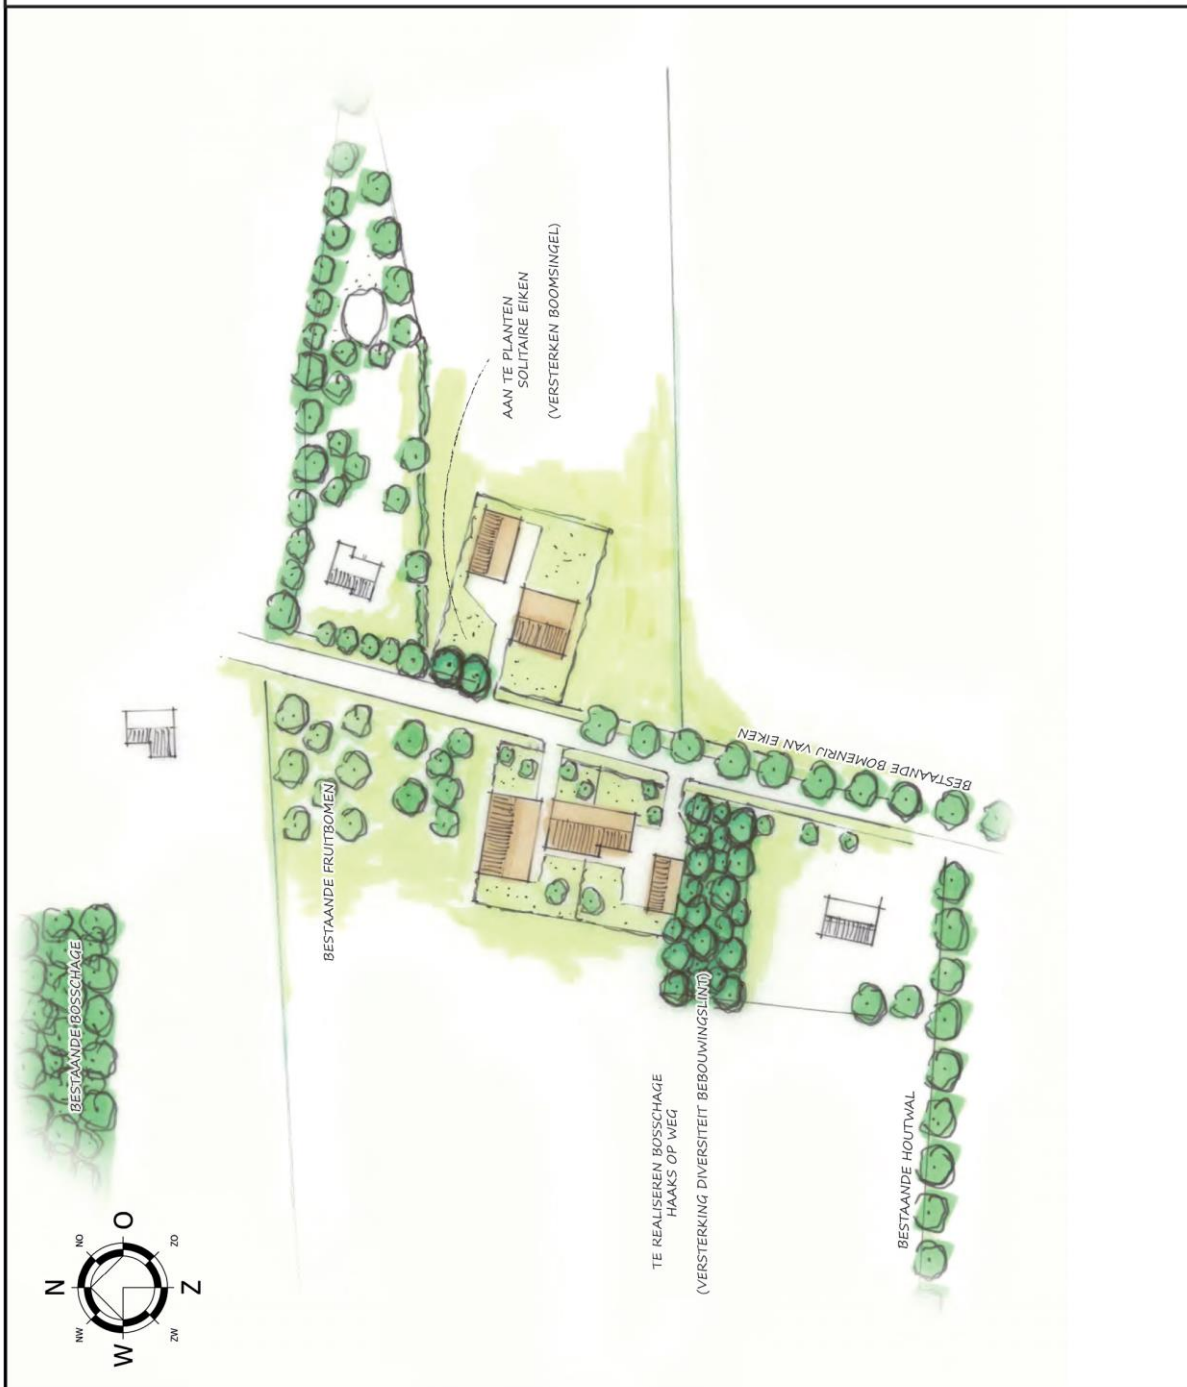 AAN TE PLANTEN
SOLITAIRE EIKEN
(VERSTERKEN BOOMSINGEL)
BESTAANDE BOMENRIJ VAN EIKEN
BESTAANDE FRUITBOMEN
BESTAANDE BOSSCHAGE
TE REALISEREN BOSSCHAGE
HAAKS OP WEG
(VERSTERKING DIVERSITEIT BEBOUWINGSLINT)
BESTAANDE HOUTWAL
N
NO
O
ZO
Z
ZW
W
NW